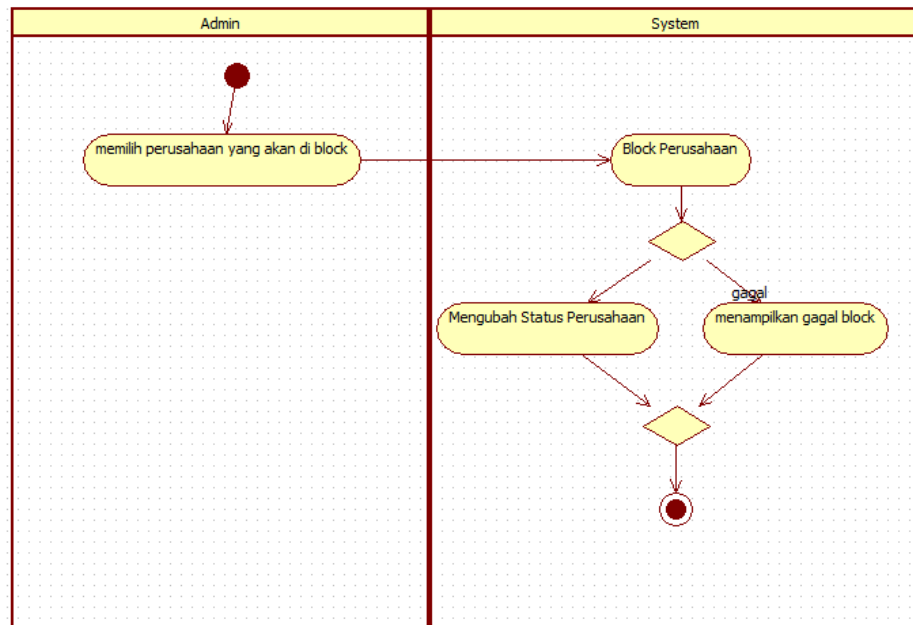 Admin
System
memilih perusahaan yang akan di block
Block Perusahaan
gagal
Mengubah Status Perusahaan
menampilkan gagal block